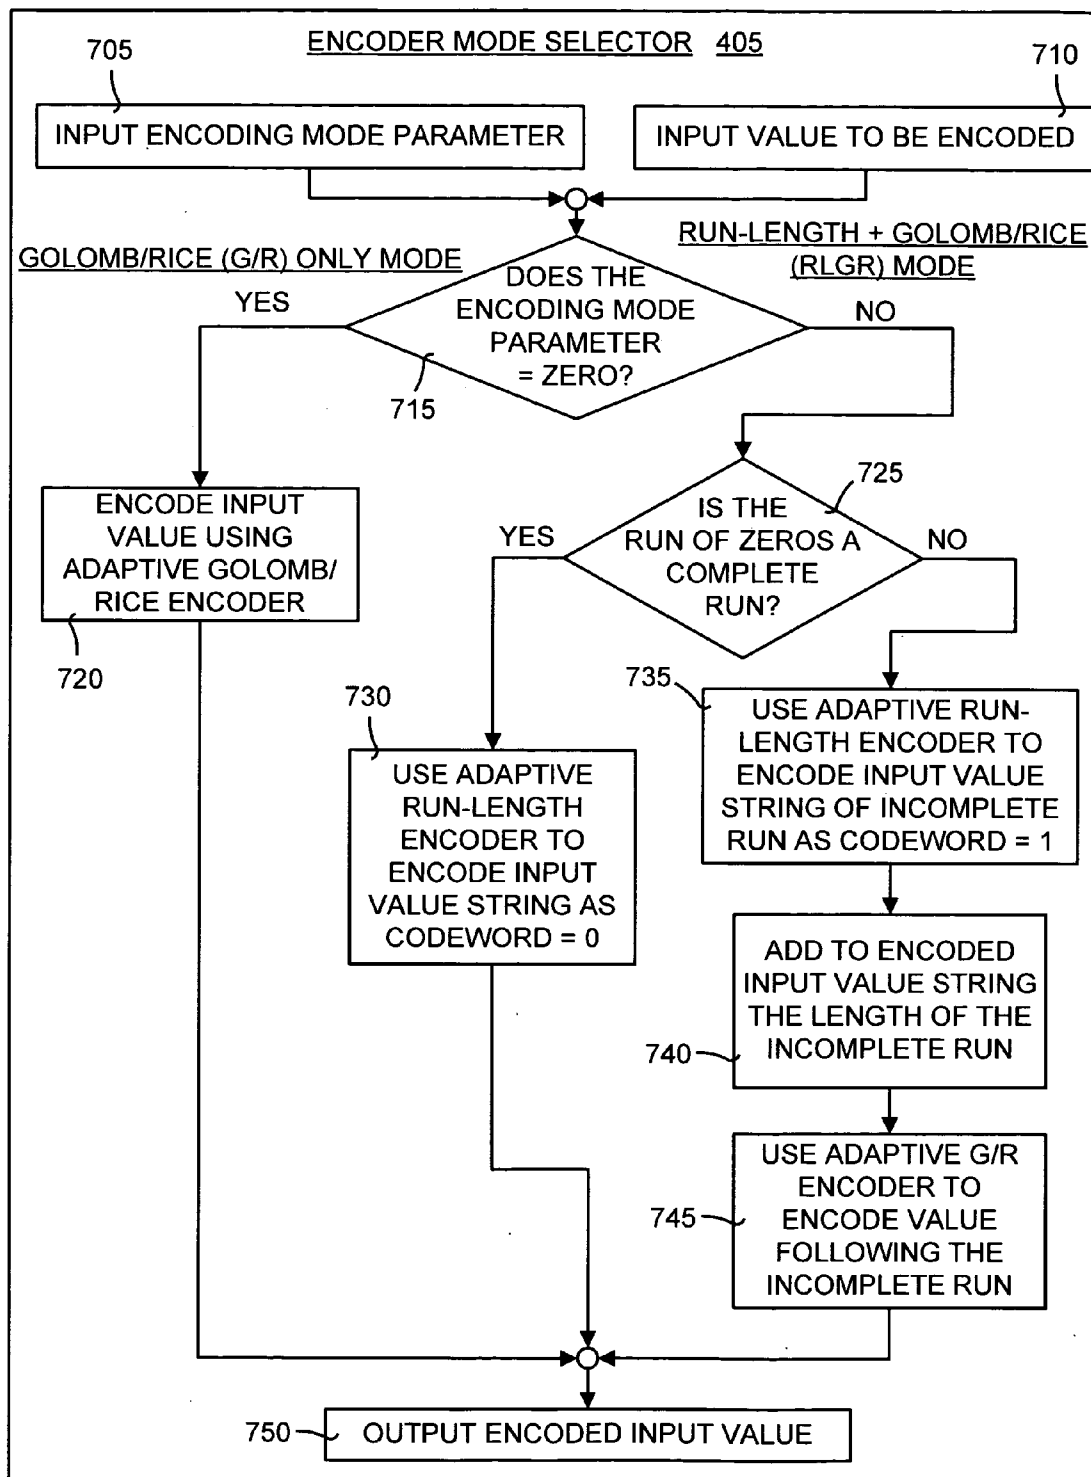 ENCODER MODE SELECTOR 405
705
710
INPUT ENCODING MODE PARAMETER
INPUT VALUE TO BE ENCODED
GOLOMB/RICE (G/R) ONLY MODE
RUN-LENGTH + GOLOMB/RICE
(RLGR) MODE
DOES THE
ENCODING MODE
PARAMETER
= ZERO?
YES
NO
715
ENCODE INPUT
VALUE USING
ADAPTIVE GOLOMB/
RICE ENCODER
720
725
IS THE
RUN OF ZEROS A
COMPLETE
RUN?
YES
NO
730
USE ADAPTIVE
RUN-LENGTH
ENCODER TO
ENCODE INPUT
VALUE STRING AS
CODEWORD = 0
735
USE ADAPTIVE RUN-
LENGTH ENCODER TO
ENCODE INPUT VALUE
STRING OF INCOMPLETE
RUN AS CODEWORD = 1
ADD TO ENCODED
INPUT VALUE STRING
THE LENGTH OF THE
INCOMPLETE RUN
740
USE ADAPTIVE G/R
ENCODER TO
ENCODE VALUE
FOLLOWING THE
INCOMPLETE RUN
745
750
OUTPUT ENCODED INPUT VALUE